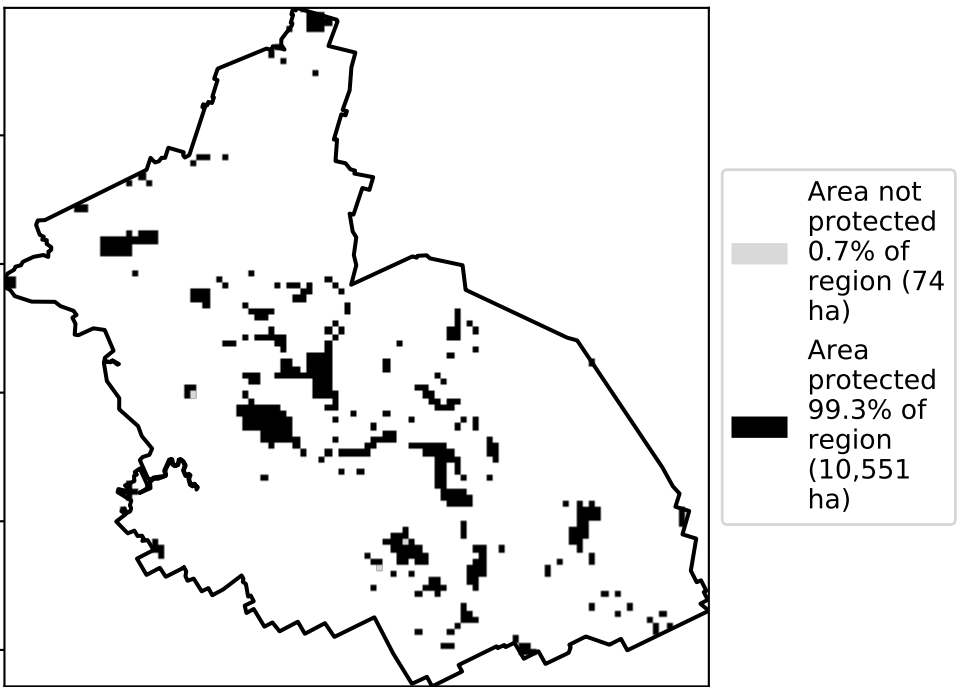 Area not
protected
0.7% of
region (74
ha)
Area
protected
99.3% of
region
(10,551
ha)